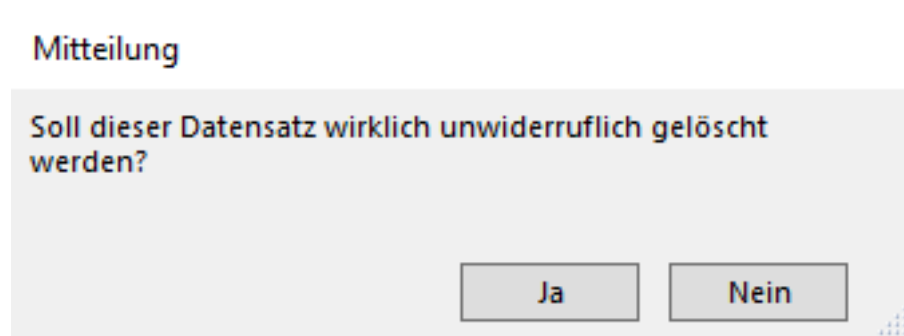 Mitteilung
Soll dieser Datensatz wirklich unwiderruflich gelöscht
werden?
Ja
Nein